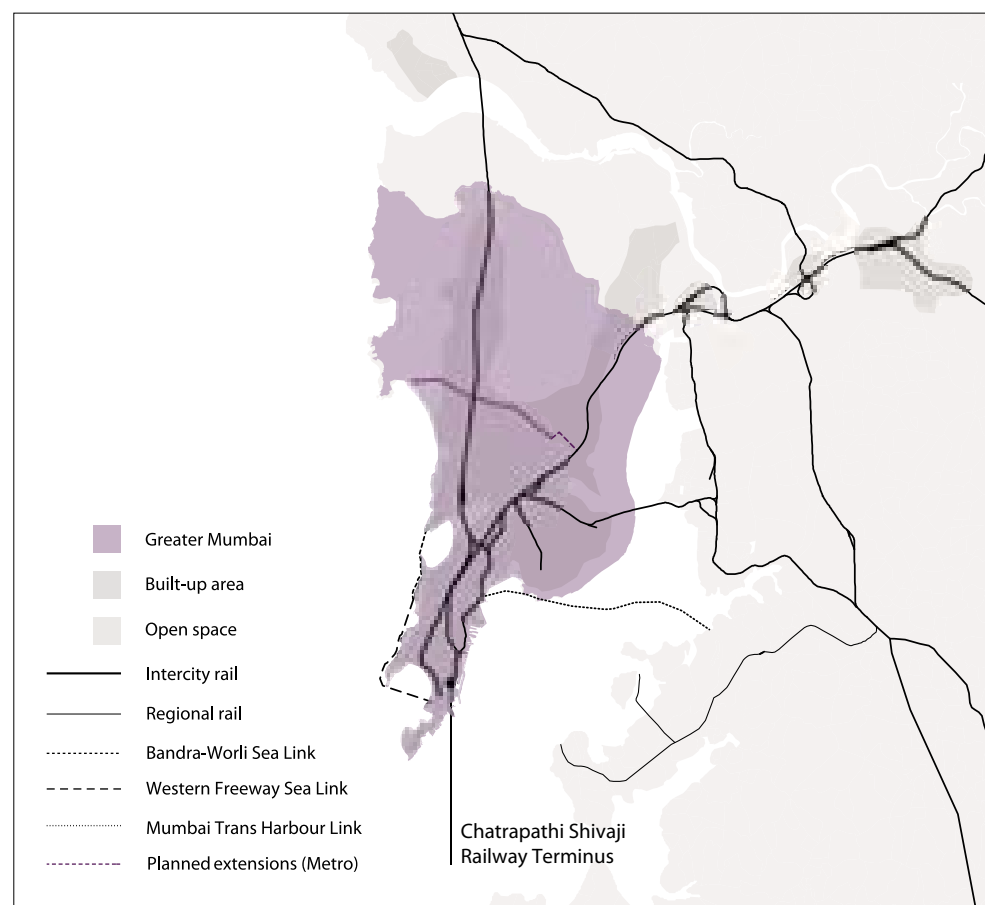 Greater Mumbai
Built-up area
Open space
Intercity rail
Regional rail
Bandra-Worli Sea Link
Western Freeway Sea Link
Mumbai Trans Harbour Link
Planned extensions (Metro)
Chatrapathi Shivaji
Railway Terminus